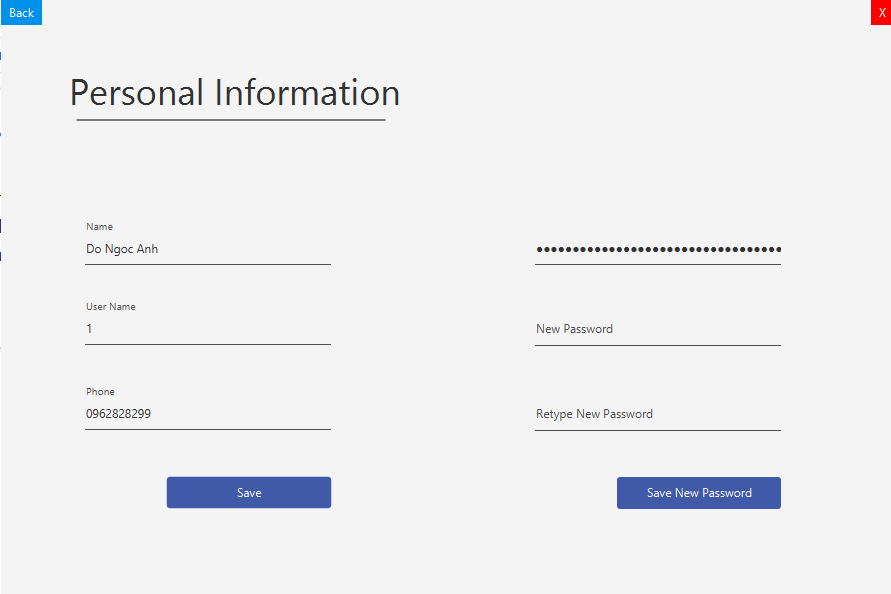 Back
X
Personal Information
Name
Do Ngoc Anh
User Name
1
New Password
Phone
0962828299
Retype New Password
Save
Save New Password